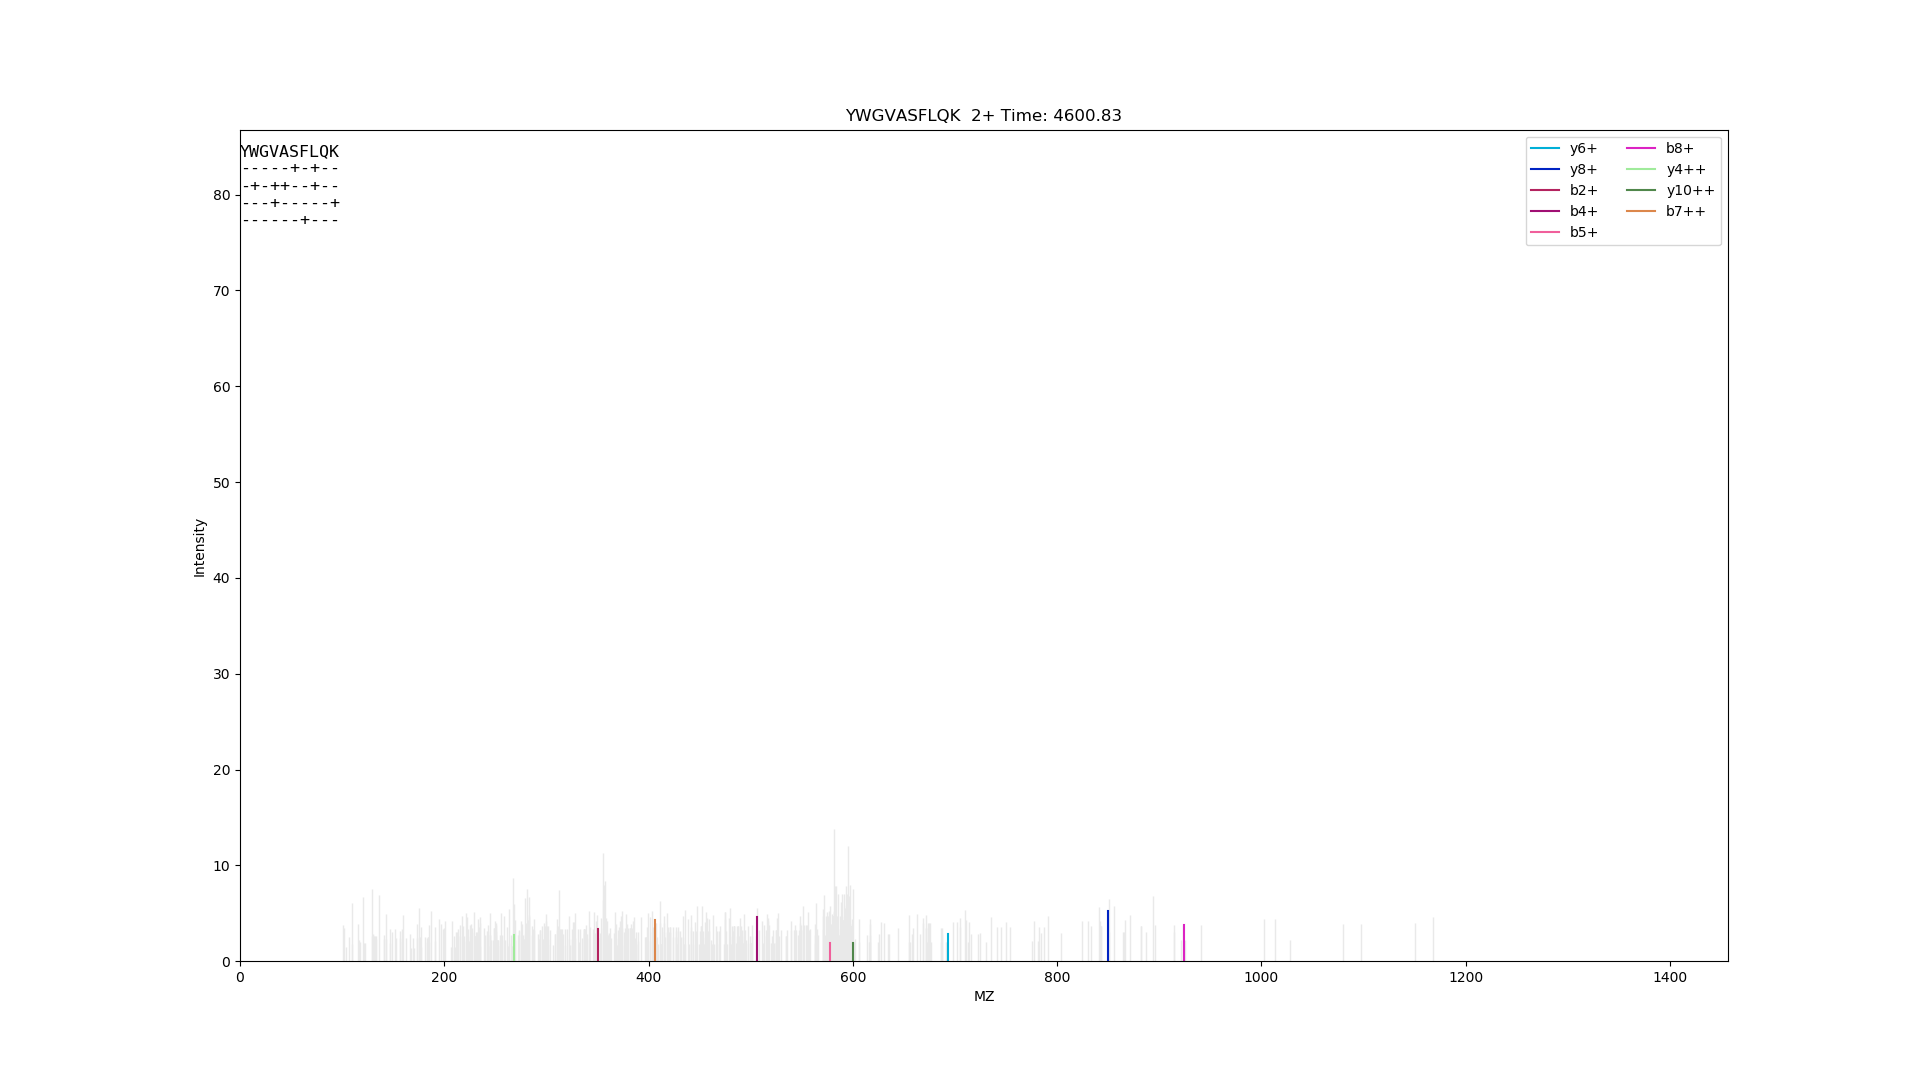 YWGVASFLQK  2+ Time: 4600.83
YWGVASFLQK
-----+-+--
-+-++--+--
---+-----+
------+---
y6+
y8+
b2+
b4+
b5+
b8+
y4++
y10++
b7++
80
70
60
50
40
30
20
10
0
Intensity
0 200 400 600 800 1000 1200 1400
MZ